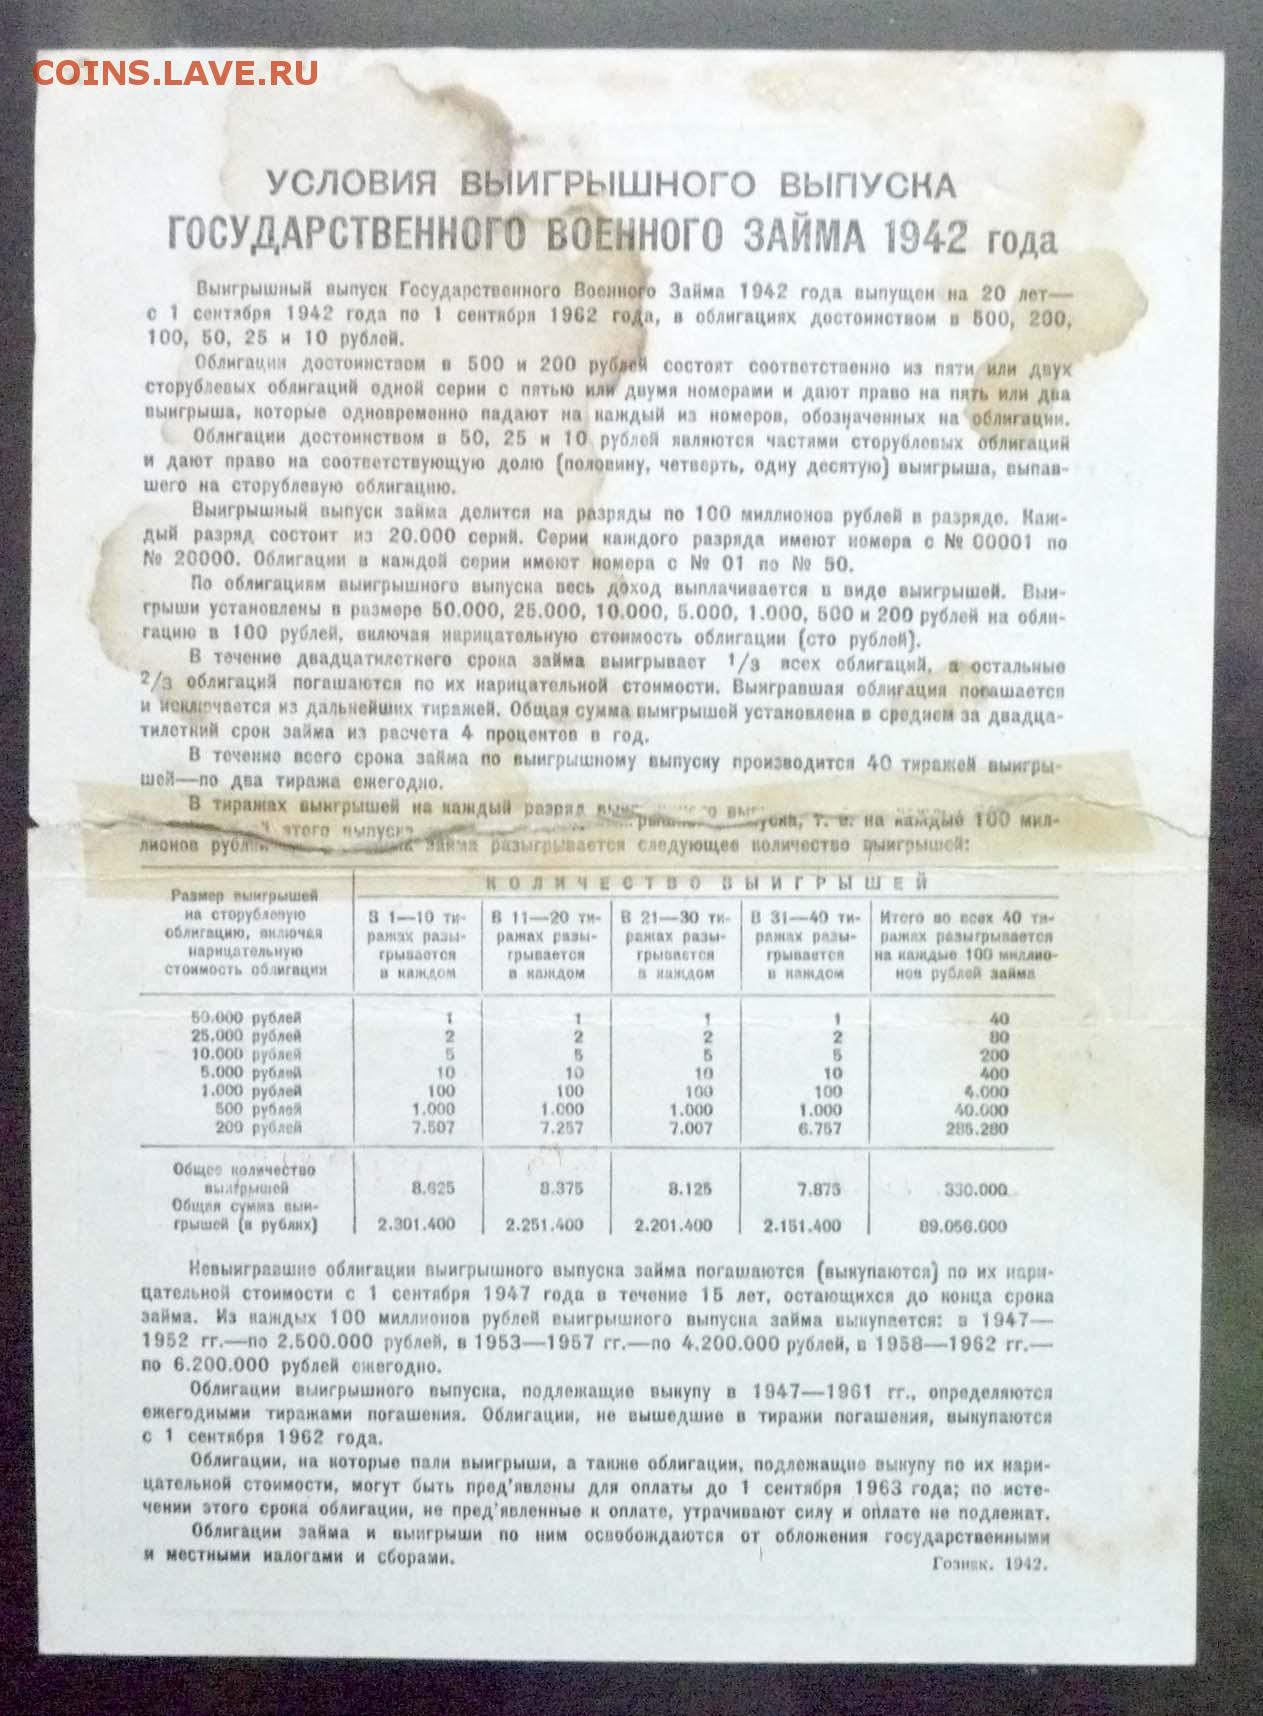 COINS.LAVE.RU
УСЛОВИЯ ВЫИГРЫШНОГО ВЫПУСКА
ГОСУДАРСТВЕННОГО ВОЕННОГО ЗАЙМА 1942 года
Выигрышный выпуск Государственного Военного Займа 1942 года выпущен на 20 лет—
с 1 сентября 1942 года по 1 сентября 1962 года, в облигациях достоинством в 500, 200,
100, 50, 25 и 10 рублей.
Облигации достоинством в 500 и 200 рублей состоят соответственно из пяти или двух
сторублевых облигаций одной серии с пятью или двумя номерами и дают право на пять или два
выигрыша, которые одновременно падают на каждый из номеров, обозначенных на облигации.
Облигации достоинством в 50, 25 и 10 рублей являются частями сторублевых облигаций
и дают право на соответствующую долю (половину, четверть, одну десятую) выигрыша, выпав-
шего на сторублевую облигацию.
Выигрышный выпуск займа делится на разряды по 100 миллионов рублей в разряде. Каж-
дый разряд состоит из 20.000 серий. Серии каждого разряда имеют номера с № 00001 по
№ 20000. Облигации в каждой серии имеют номера с № 01 по № 50.
По облигациям выигрышного выпуска весь доход выплачивается в виде выигрышей. Выи-
грыши установлены в размере 50.000, 25.000, 10.000, 5.000, 1.000, 500 и 200 рублей на обли-
гацию в 100 рублей, включая нарицательную стоимость облигации (сто рублей).
В течение двадцатилетнего срока займа выигрывает 1/3 всех облигаций, а остальные
2/3 облигаций погашаются по их нарицательной стоимости. Выигравшая облигация погашается
и исключается из дальнейших тиражей. Общая сумма выигрышей установлена в среднем за двадца-
тилетний срок займа из расчета 4 процентов в год.
В течение всего срока займа по выигрышному выпуску производится 40 тиражей выигры-
шей—по два тиража ежегодно.
В тиражах выигрышей на каждый разряд
этого выпуска т. е. на каждые 100 мил-
лионов займа разыгрывается следующее количество выигрышей:
Размер выигрышей
на сторублевую
облигацию, включая
нарицательную
стоимость облигации
КОЛИЧЕСТВО ВЫИГРЫШЕЙ
В 1—10 ти- В 11—20 ти- В 21—30 ти- В 31—40 ти- Итого во всех 40 ти-
ражах разы- ражах разы- ражах разы- ражах разы- ражах разыгрывается
грывается грывается грывается грывается на каждые 100 миллио-
в каждом в каждом в каждом в каждом нов рублей займа
50.000 рублей 1 1 1 1 40
25.000 рублей 2 2 2 2 80
10.000 рублей 5 5 5 5 200
5.000 рублей 10 10 10 10 400
1.000 рублей 100 100 100 100 4.000
500 рублей 1.000 1.000 1.000 1.000 40.000
200 рублей 7.507 7.257 7.007 6.757 285.280
Общее количество
выигрышей 8.625 8.375 8.125 7.875 330.000
Общая сумма выи-
грышей (в рублях) 2.301.400 2.251.400 2.201.400 2.151.400 89.056.000
Невыигравшие облигации выигрышного выпуска займа погашаются (выкупаются) по их нари-
цательной стоимости с 1 сентября 1947 года в течение 15 лет, остающихся до конца срока
займа. Из каждых 100 миллионов рублей выигрышного выпуска займа выкупается: в 1947—
1952 гг.—по 2.500.000 рублей, в 1953—1957 гг.—по 4.200.000 рублей, в 1958—1962 гг.—
по 6.200.000 рублей ежегодно.
Облигации выигрышного выпуска, подлежащие выкупу в 1947—1961 гг., определяются
ежегодными тиражами погашения. Облигации, не вышедшие в тиражи погашения, выкупаются
с 1 сентября 1962 года.
Облигации, на которые пали выигрыши, а также облигации, подлежащие выкупу по их нари-
цательной стоимости, могут быть пред'явлены для оплаты до 1 сентября 1963 года; по исте-
чении этого срока облигации, не пред'явленные к оплате, утрачивают силу и оплате не подлежат.
Облигации займа и выигрыши по ним освобождаются от обложения государственными
и местными налогами и сборами.
Гознак. 1942.